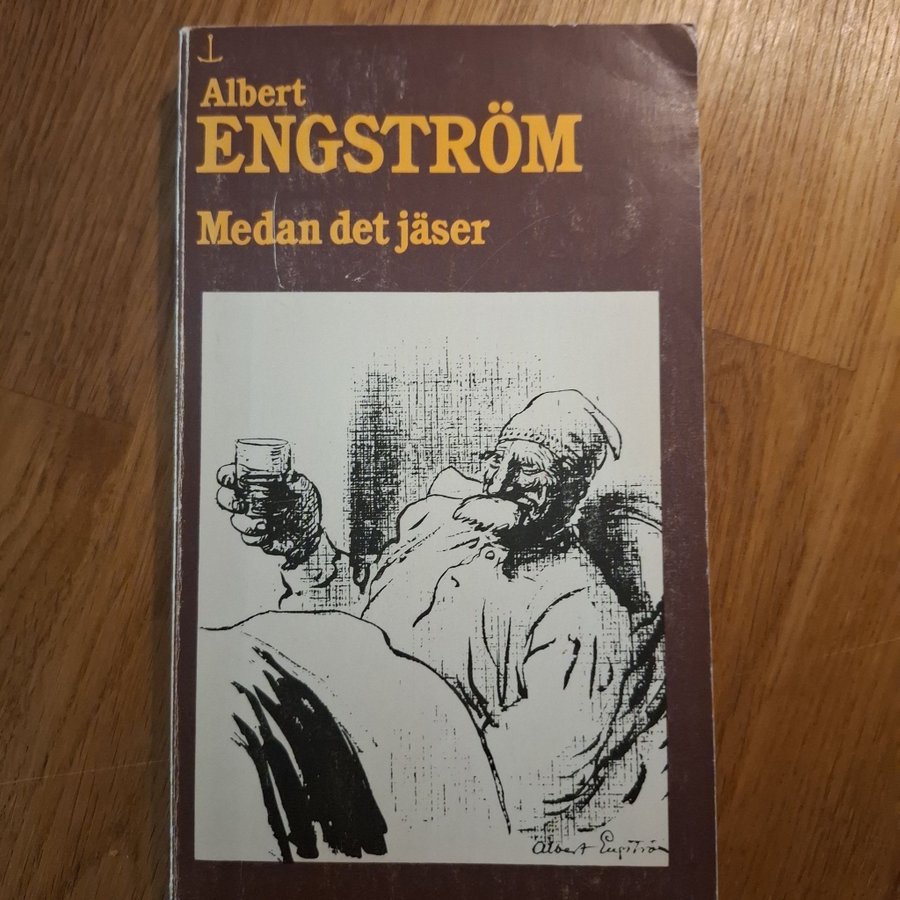 Albert
ENGSTRÖM
Medan det jäser
Albert Engström